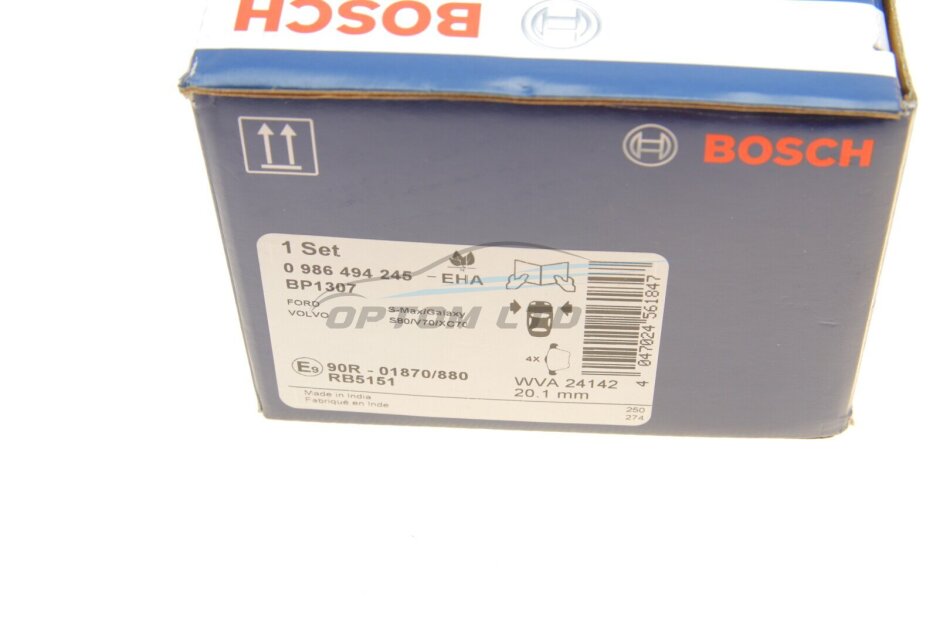 BOSCH
BOSCH
1 Set
0 986 494 245 - EHA
BP1307
FORD S-Max/Galaxy
VOLVO S80/V70/XC70
OPTOM LTD
4X
E9 90R - 01870/880
RB5151
WVA 24142
20.1 mm
Made in India
Fabriqué en Inde
250
274
4 047024 561847